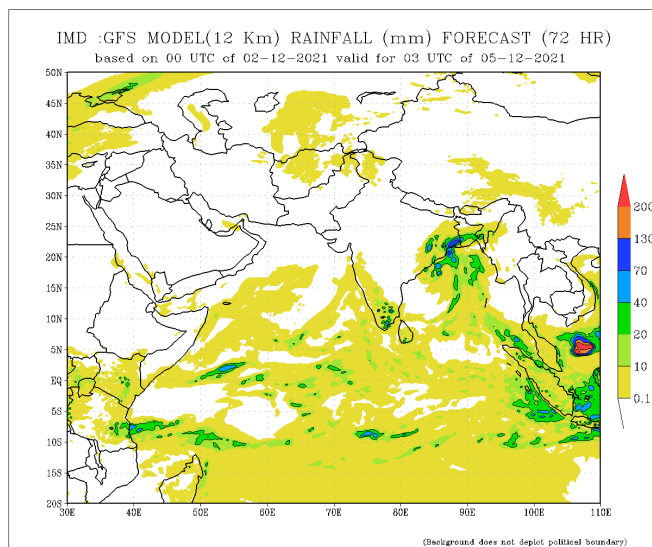 IMD :GFS MODEL(12 Km) RAINFALL (mm) FORECAST (72 HR)
based on 00 UTC of 02-12-2021 valid for 03 UTC of 05-12-2021
50N
45N
40N
35N
30N
25N
20N
15N
10N
5N
EQ
5S
10S
15S
20S
30E 40E 50E 60E 70E 80E 90E 100E 110E
200
130
70
40
20
10
0.1
(Background does not depict political boundary)